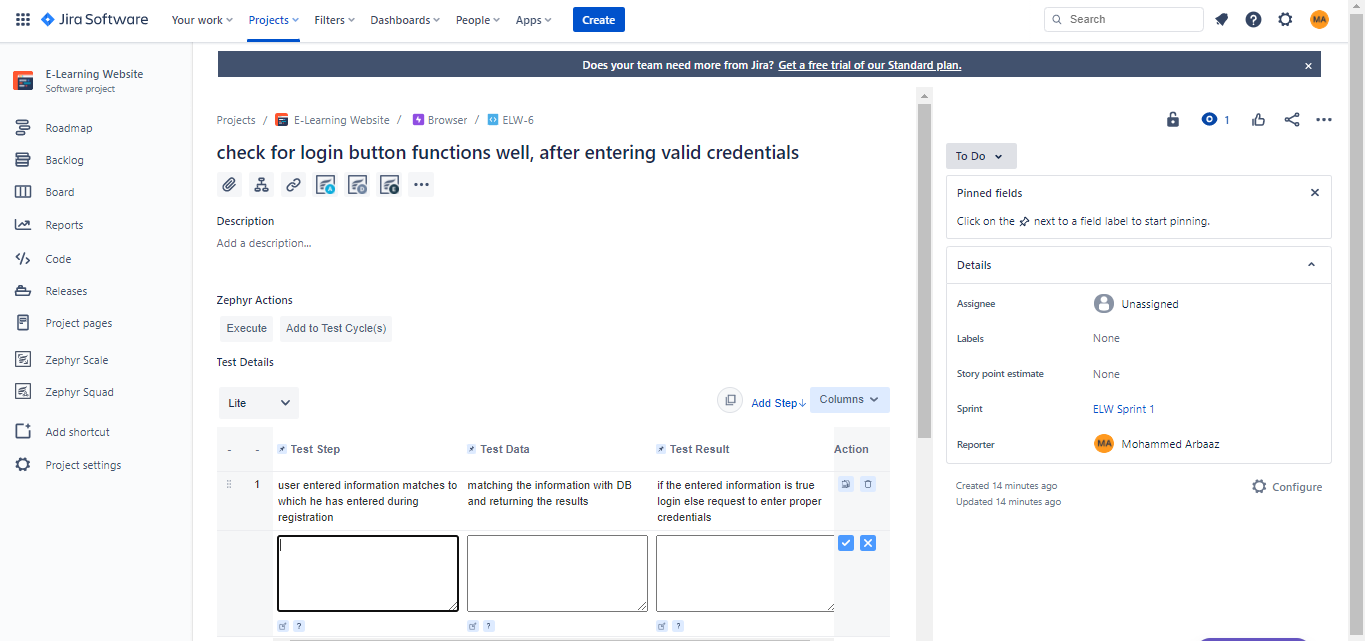 Jira Software
Your work
Projects
Filters
Dashboards
People
Apps
Create
Search
MA
Does your team need more from Jira? Get a free trial of our Standard plan.
E-Learning Website
Software project
Roadmap
Backlog
Board
Reports
Code
Releases
Project pages
Zephyr Scale
Zephyr Squad
Add shortcut
Project settings
Projects / E-Learning Website / Browser / ELW-6
check for login button functions well, after entering valid credentials
Description
Add a description...
Zephyr Actions
Execute
Add to Test Cycle(s)
Test Details
Lite
Add Step↓
Columns
- - Test Step Test Data Test Result Action
1
user entered information matches to
which he has entered during
registration
matching the information with DB
and returning the results
if the entered information is true
login else request to enter proper
credentials
? ? ?
1
To Do
Pinned fields
Click on the next to a field label to start pinning.
Details
Assignee
Unassigned
Labels
None
Story point estimate
None
Sprint
ELW Sprint 1
Reporter
MA Mohammed Arbaaz
Created 14 minutes ago
Updated 14 minutes ago
Configure